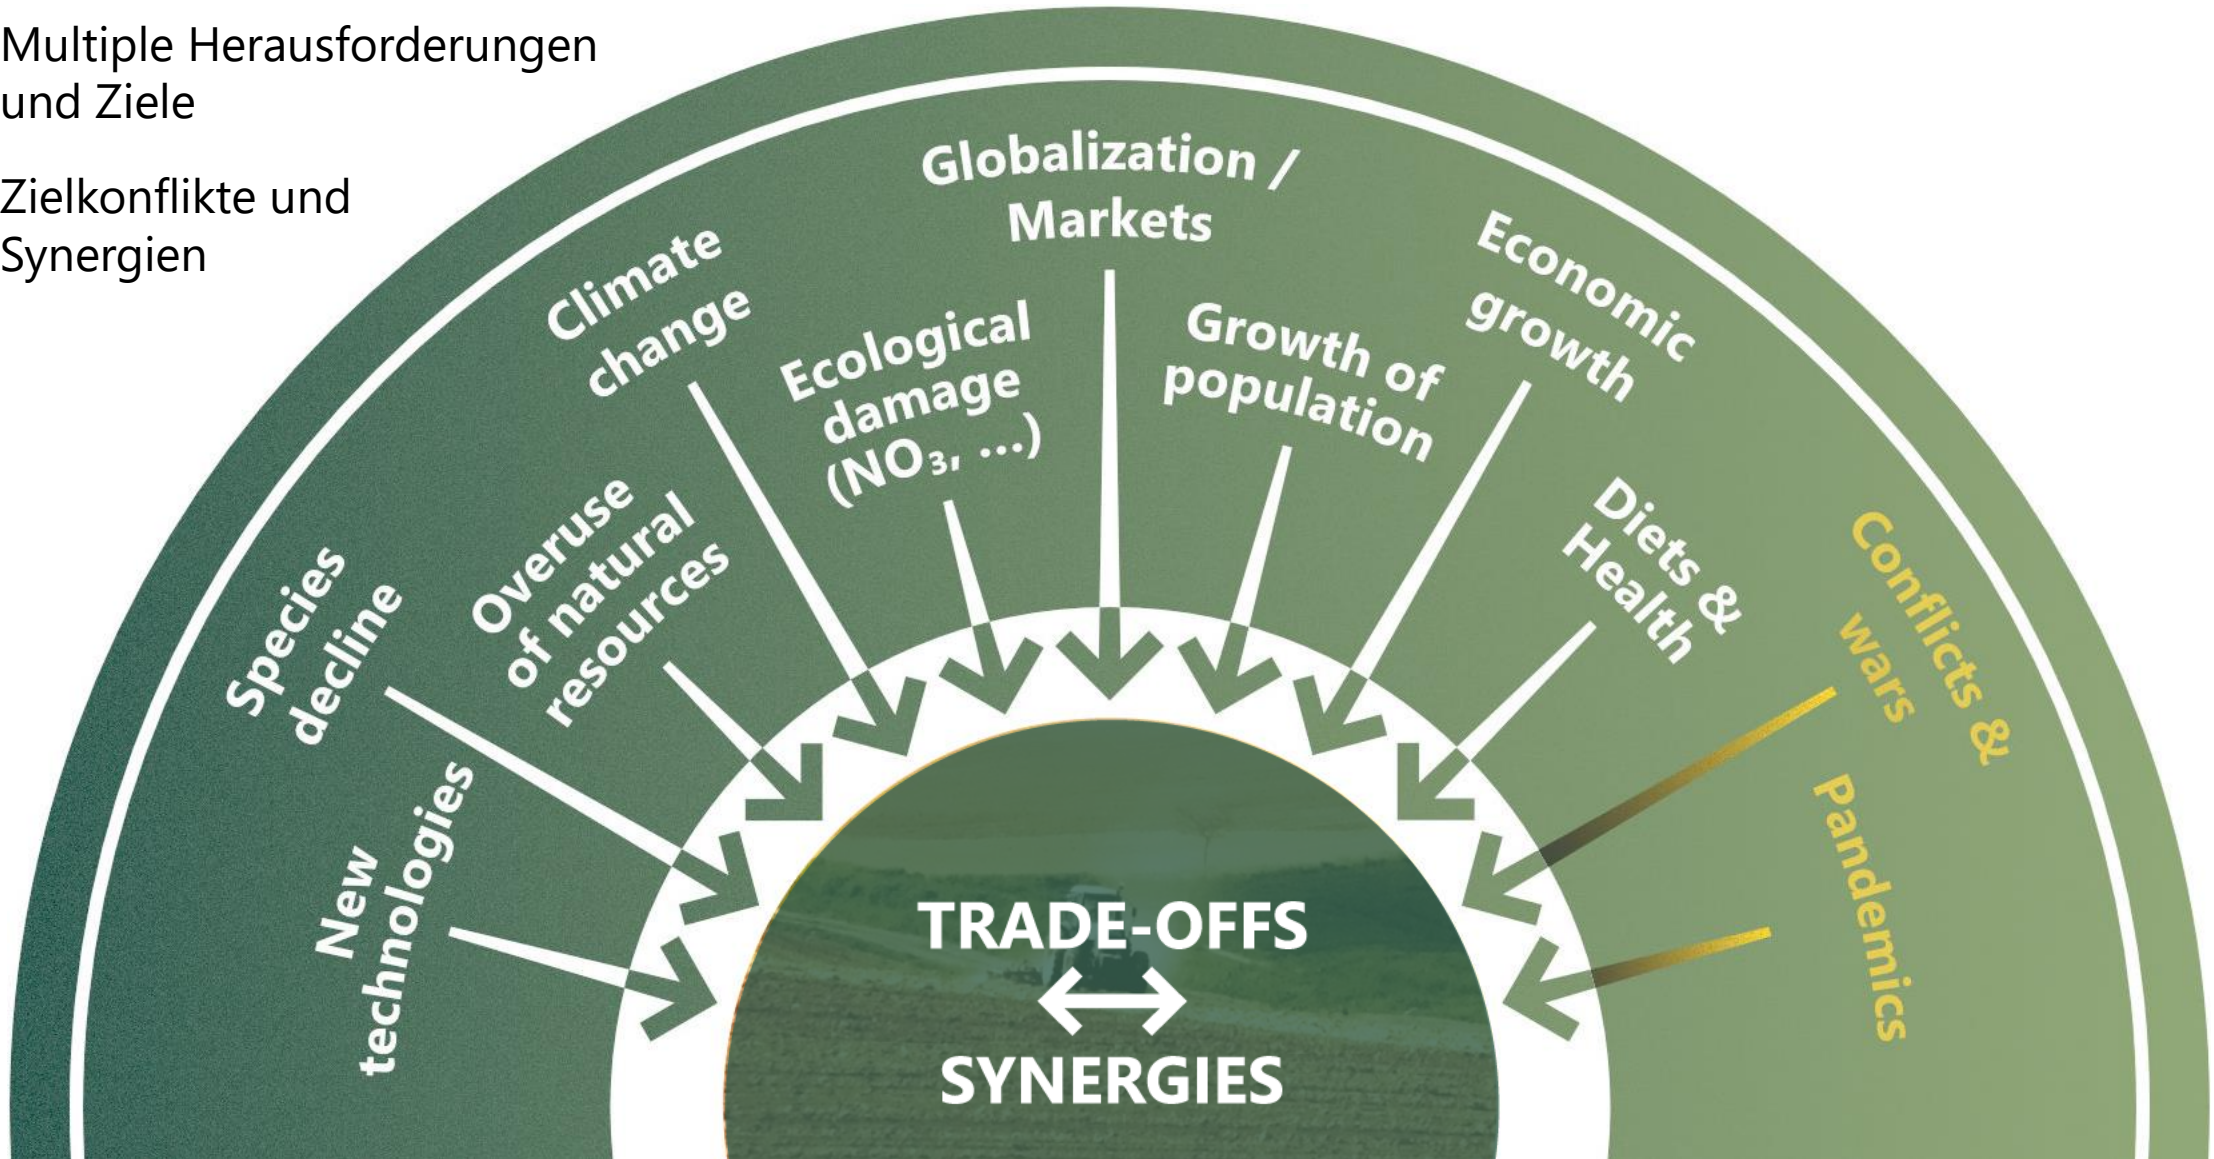 Multiple Herausforderungen
und Ziele
Zielkonflikte und
Synergien
New
technologies
Species
decline
Overuse
of natural
resources
Climate
change
Ecological
damage
(NO₃, ...)
Globalization /
Markets
Growth of
population
Economic
growth
Diets &
Health
Conflicts &
wars
Pandemics
TRADE-OFFS
SYNERGIES